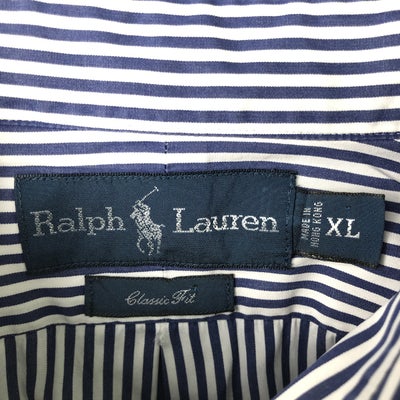 Ralph Lauren
MADE IN
HONG KONG
XL
Classic Fit